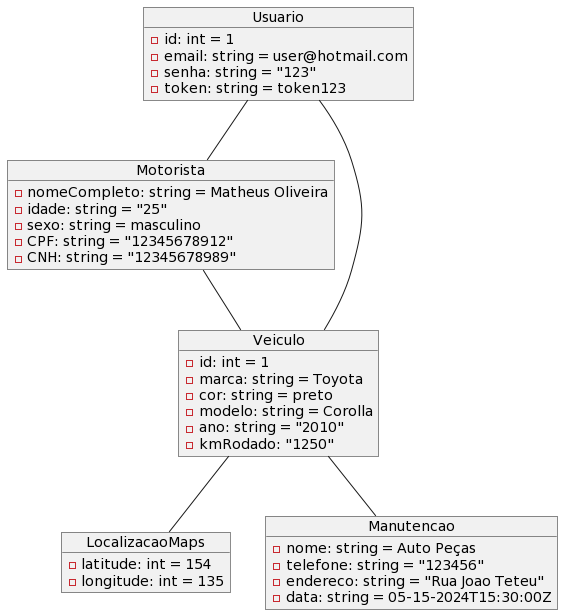 Usuario
id: int = 1
email: string = user@hotmail.com
senha: string = "123"
token: string = token123
Motorista
nomeCompleto: string = Matheus Oliveira
idade: string = "25"
sexo: string = masculino
CPF: string = "12345678912"
CNH: string = "12345678989"
Veiculo
id: int = 1
marca: string = Toyota
cor: string = preto
modelo: string = Corolla
ano: string = "2010"
kmRodado: "1250"
LocalizacaoMaps
latitude: int = 154
longitude: int = 135
Manutencao
nome: string = Auto Peças
telefone: string = "123456"
endereco: string = "Rua Joao Teteu"
data: string = 05-15-2024T15:30:00Z